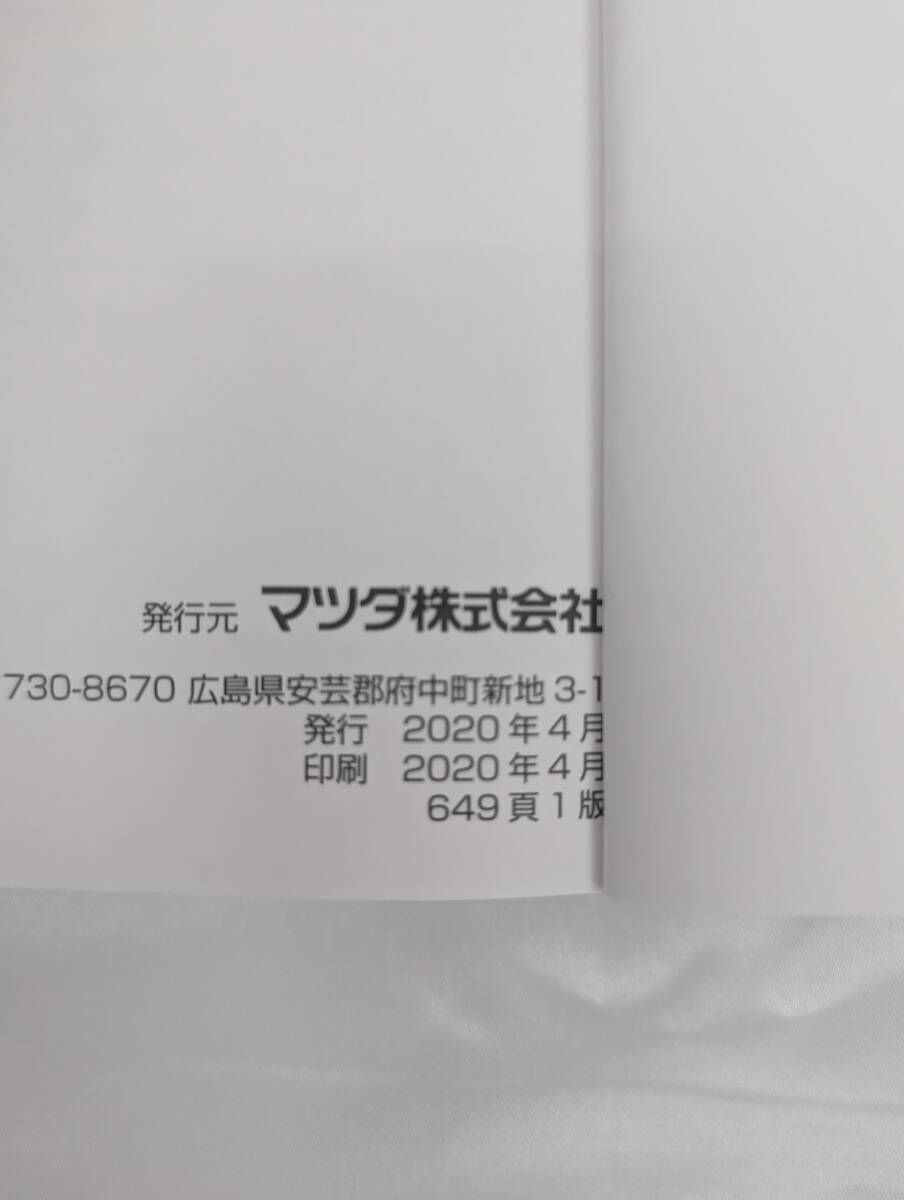 発行元 マツダ株式会社
730-8670 広島県安芸郡府中町新地 3-1
発行 2020 年 4 月
印刷 2020 年 4 月
649 頁 1 版